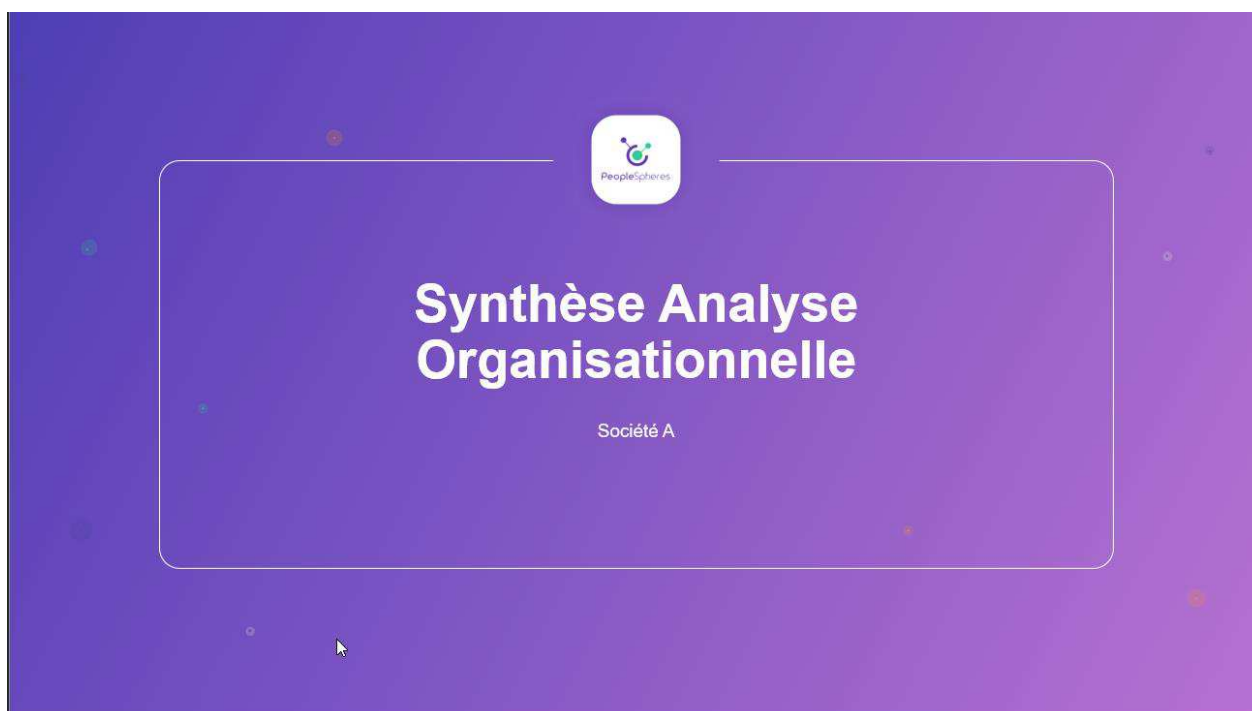 PeopleSpheres
Synthèse Analyse
Organisationnelle
Société A